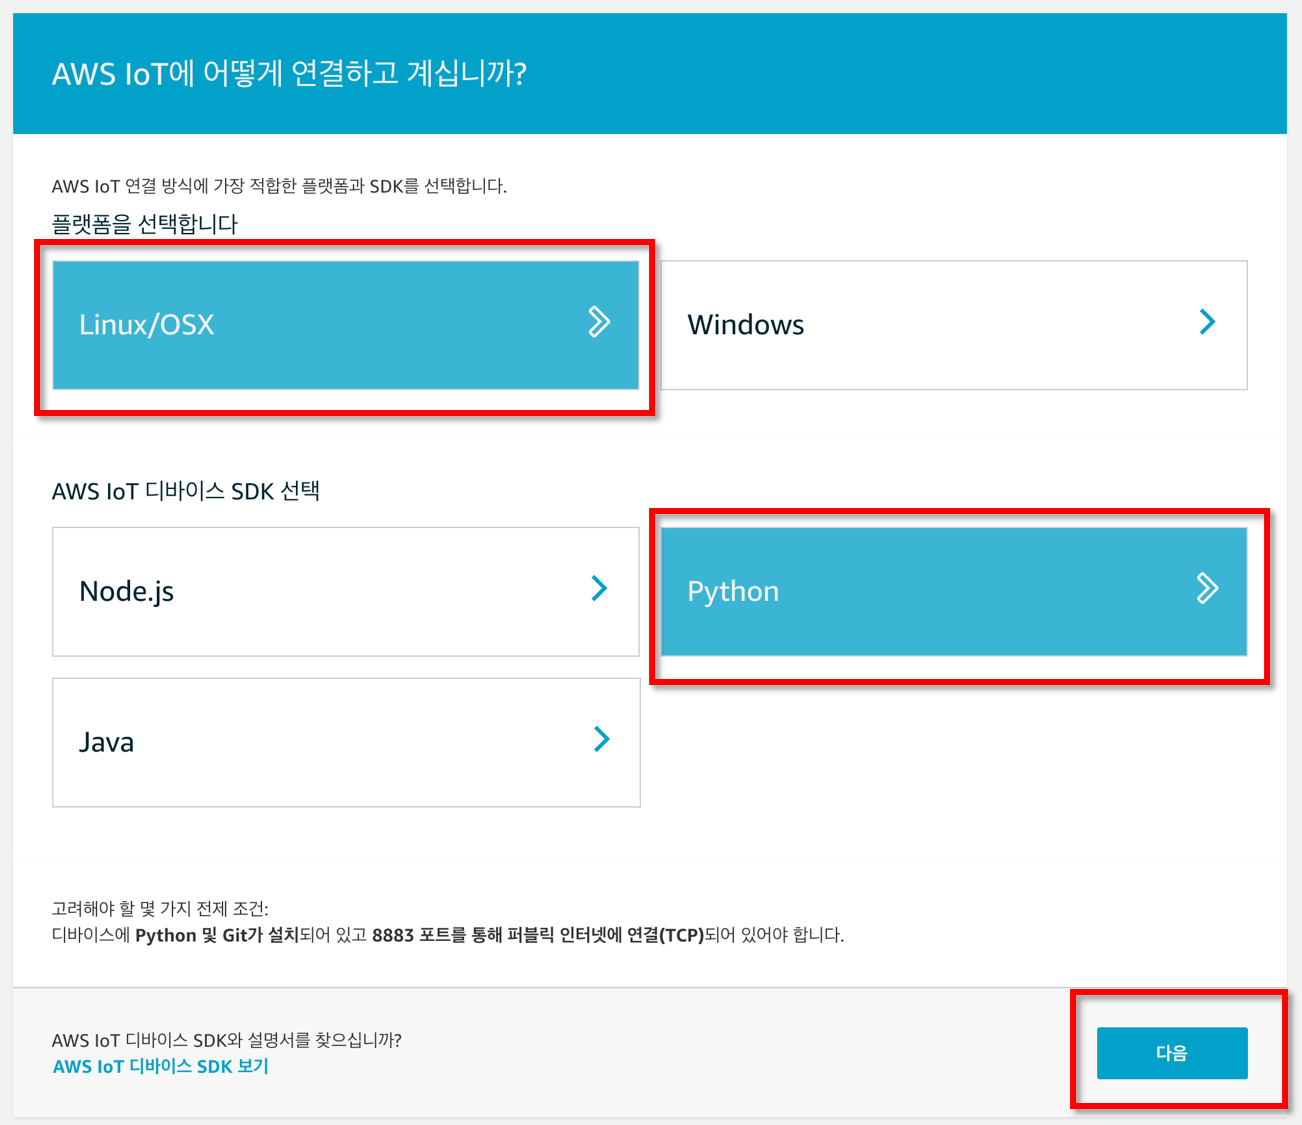 AWS IoT에 어떻게 연결하고 계십니까?
AWS IoT 연결 방식에 가장 적합한 플랫폼과 SDK를 선택합니다.
플랫폼을 선택합니다
Linux/OSX
Windows
AWS IoT 디바이스 SDK 선택
Node.js
Python
Java
고려해야 할 몇 가지 전제 조건:
디바이스에 Python 및 Git가 설치되어 있고 8883 포트를 통해 퍼블릭 인터넷에 연결(TCP)되어 있어야 합니다.
AWS IoT 디바이스 SDK와 설명서를 찾으십니까?
AWS IoT 디바이스 SDK 보기
다음